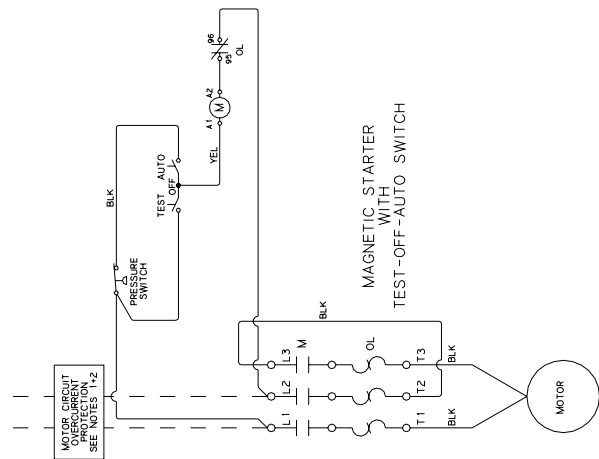 96
95
OL
A2
M
A1
YEL
BLK
AUTO
OFF
TEST
PRESSURE
SWITCH
MAGNETIC STARTER
WITH
TEST-OFF-AUTO SWITCH
MOTOR CIRCUIT
OVERCURRENT
PROTECTION
SEE NOTES 1+2
BLK
L1
L2
L3
M
OL
T1
T2
T3
BLK
BLK
MOTOR